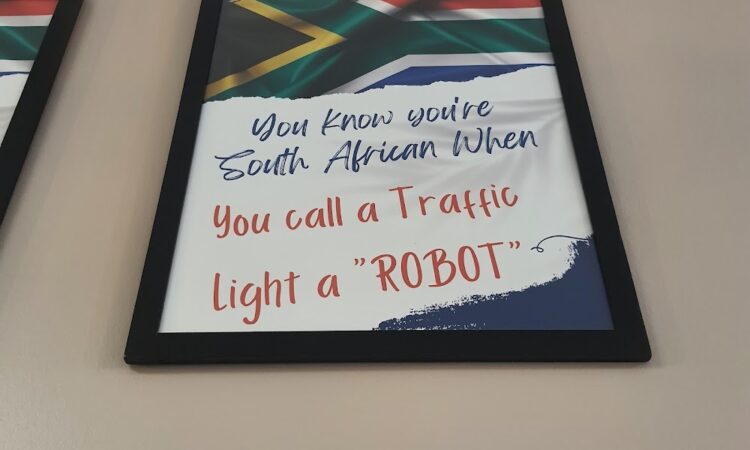 You Know you're
South African When
You call a Traffic
Light a "ROBOT"